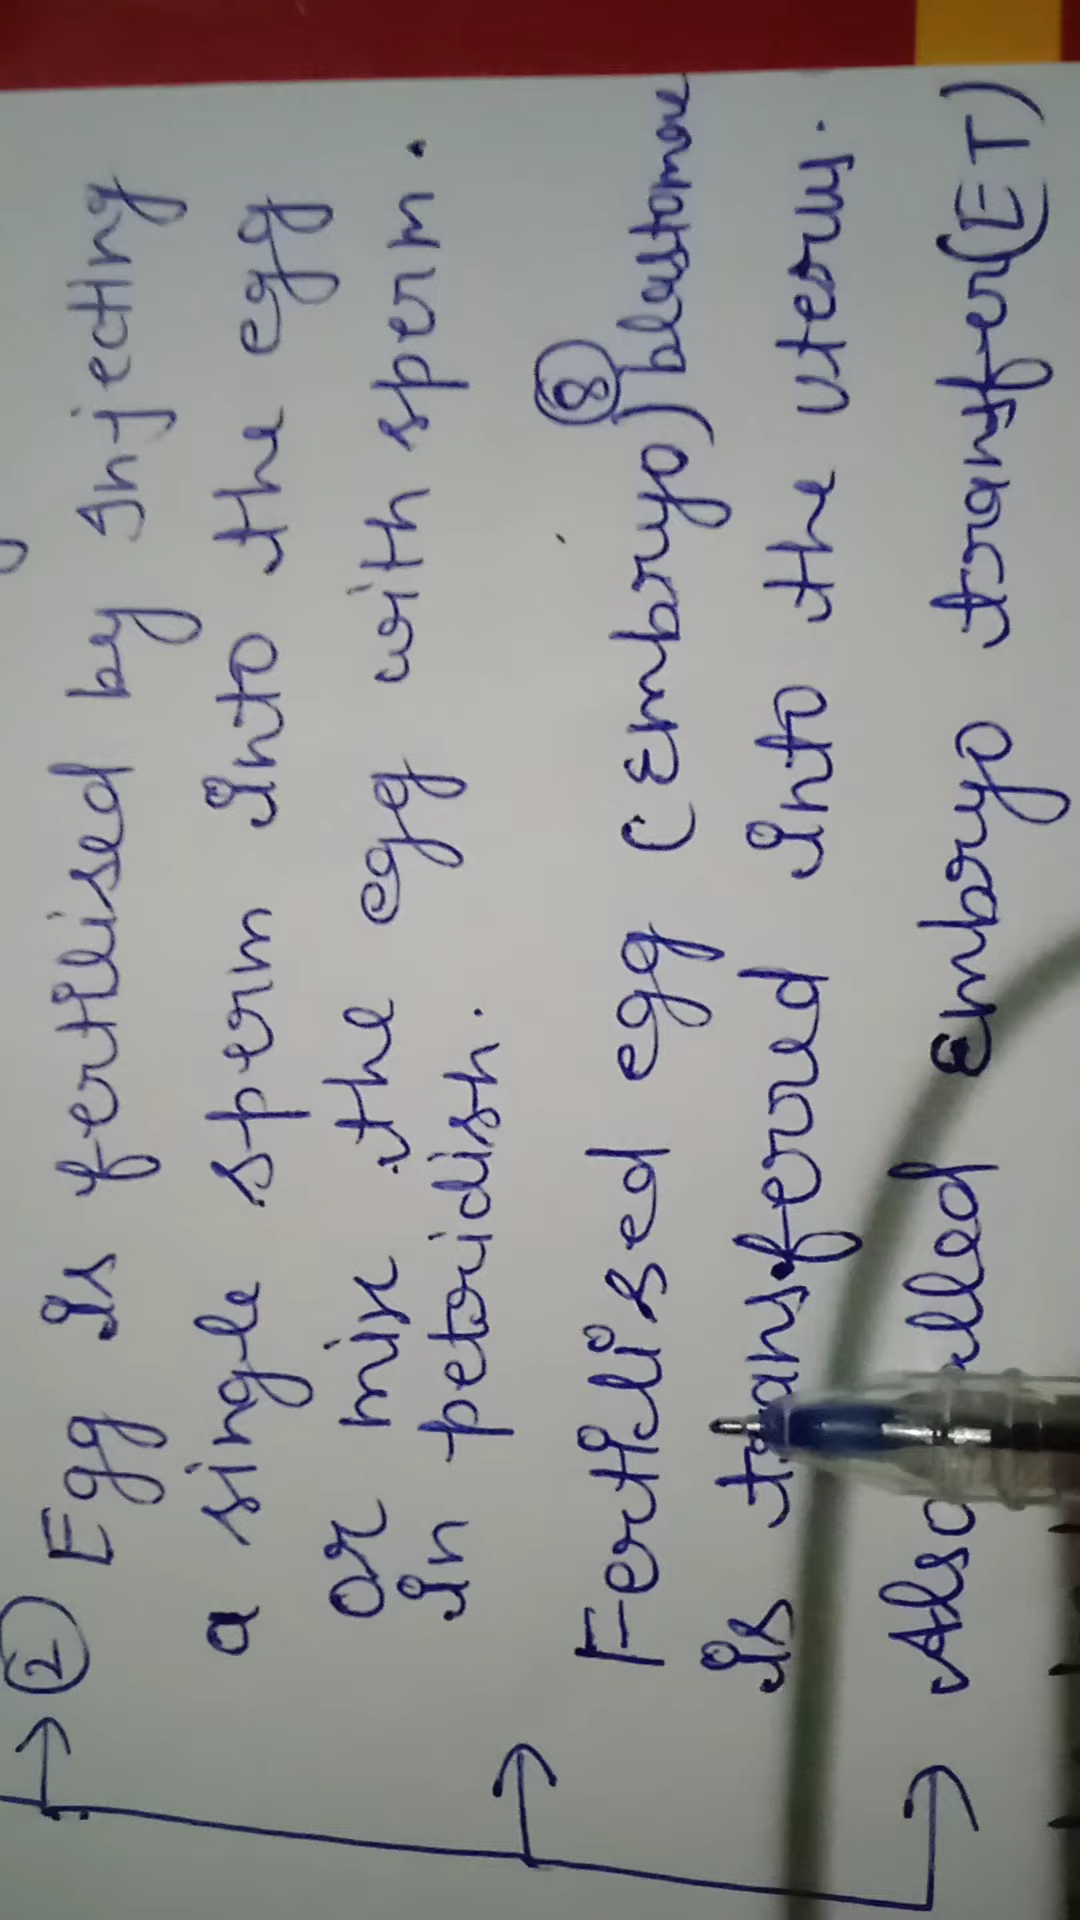 ② Egg is fertilised by Injecting
a single sperm into the egg
or mix the egg with sperm.
in petridish.
⑧
Fertilised egg (Embryo) blastomore
is transferred into the uterus.
Also called Embryo transfer (ET)